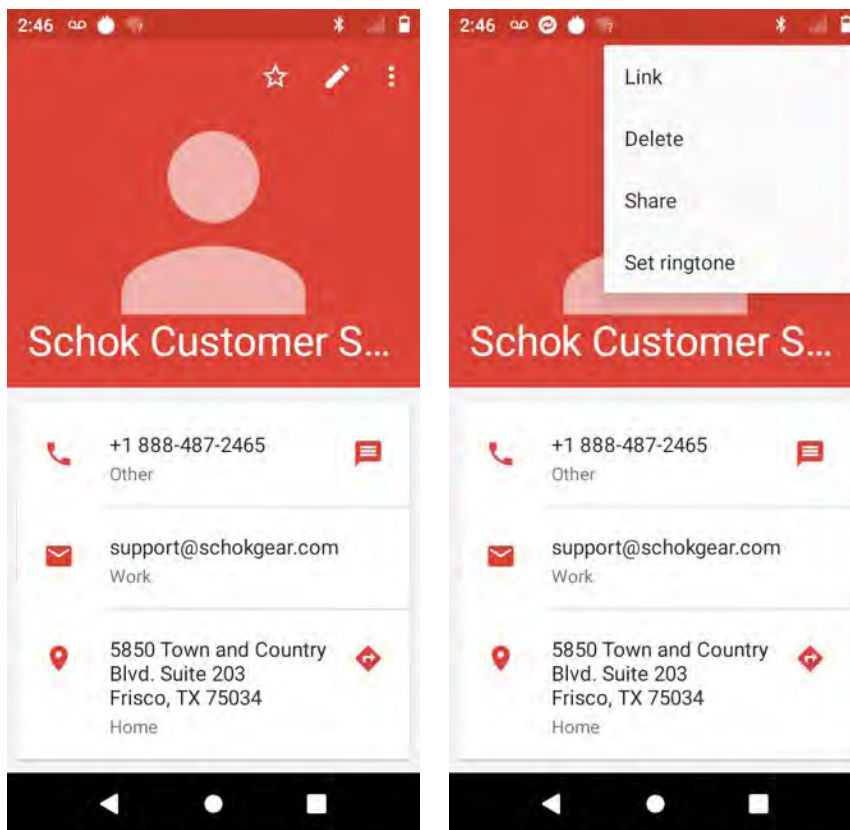 2:46
Schok Customer S...
+1 888-487-2465
Other
support@schokgear.com
Work
5850 Town and Country
Blvd. Suite 203
Frisco, TX 75034
Home
2:46
Link
Delete
Share
Set ringtone
Schok Customer S...
+1 888-487-2465
Other
support@schokgear.com
Work
5850 Town and Country
Blvd. Suite 203
Frisco, TX 75034
Home